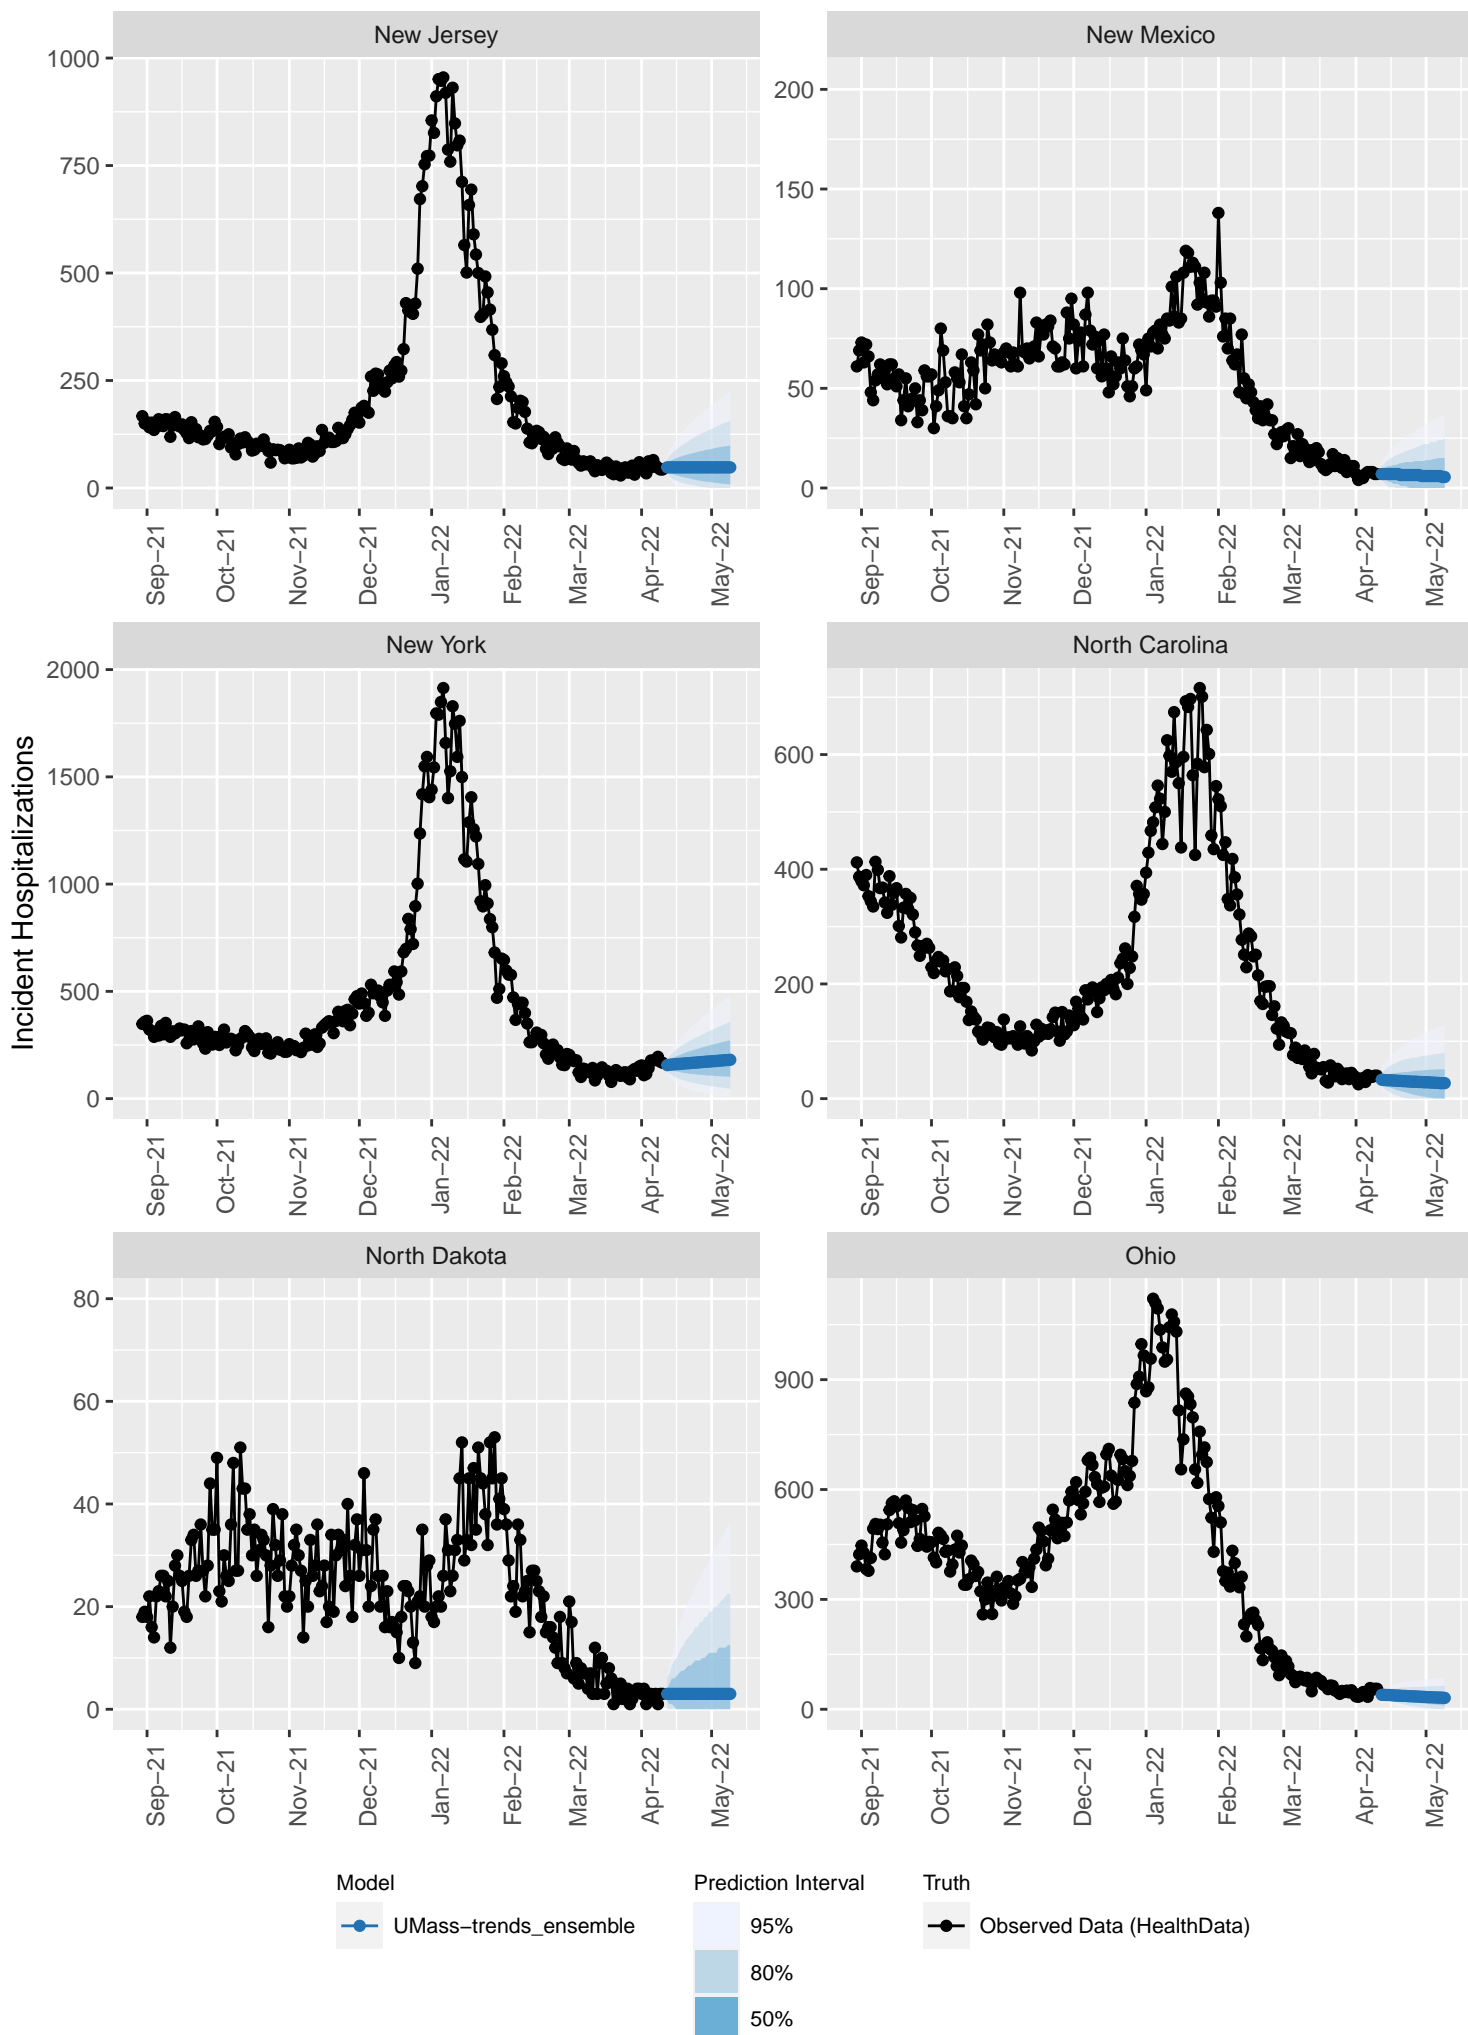 New Jersey
New Mexico
1000
750
500
250
0
200
150
100
50
0
Sep−21
Oct−21
Nov−21
Dec−21
Jan−22
Feb−22
Mar−22
Apr−22
May−22
Sep−21
Oct−21
Nov−21
Dec−21
Jan−22
Feb−22
Mar−22
Apr−22
May−22
Incident Hospitalizations
New York
North Carolina
2000
1500
1000
500
0
600
400
200
0
Sep−21
Oct−21
Nov−21
Dec−21
Jan−22
Feb−22
Mar−22
Apr−22
May−22
Sep−21
Oct−21
Nov−21
Dec−21
Jan−22
Feb−22
Mar−22
Apr−22
May−22
North Dakota
Ohio
80
60
40
20
0
900
600
300
0
Sep−21
Oct−21
Nov−21
Dec−21
Jan−22
Feb−22
Mar−22
Apr−22
May−22
Sep−21
Oct−21
Nov−21
Dec−21
Jan−22
Feb−22
Mar−22
Apr−22
May−22
Model
UMass−trends_ensemble
Prediction Interval
95%
80%
50%
Truth
Observed Data (HealthData)